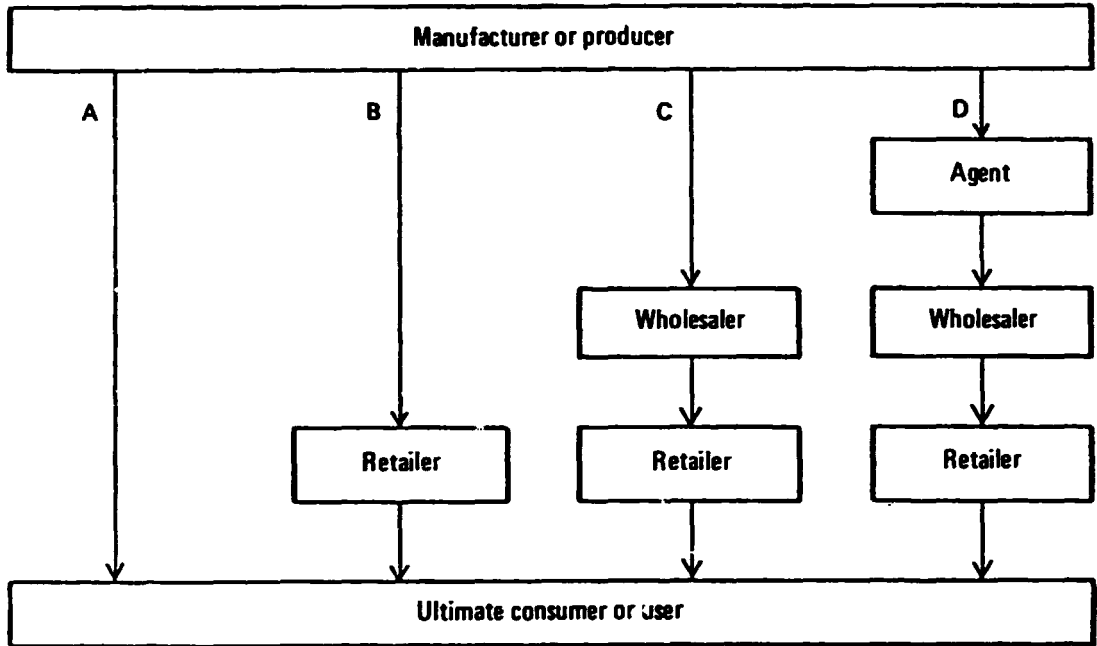 Manufacturer or producer
A
B
C
D
Agent
Wholesaler
Wholesaler
Retailer
Retailer
Retailer
Ultimate consumer or user